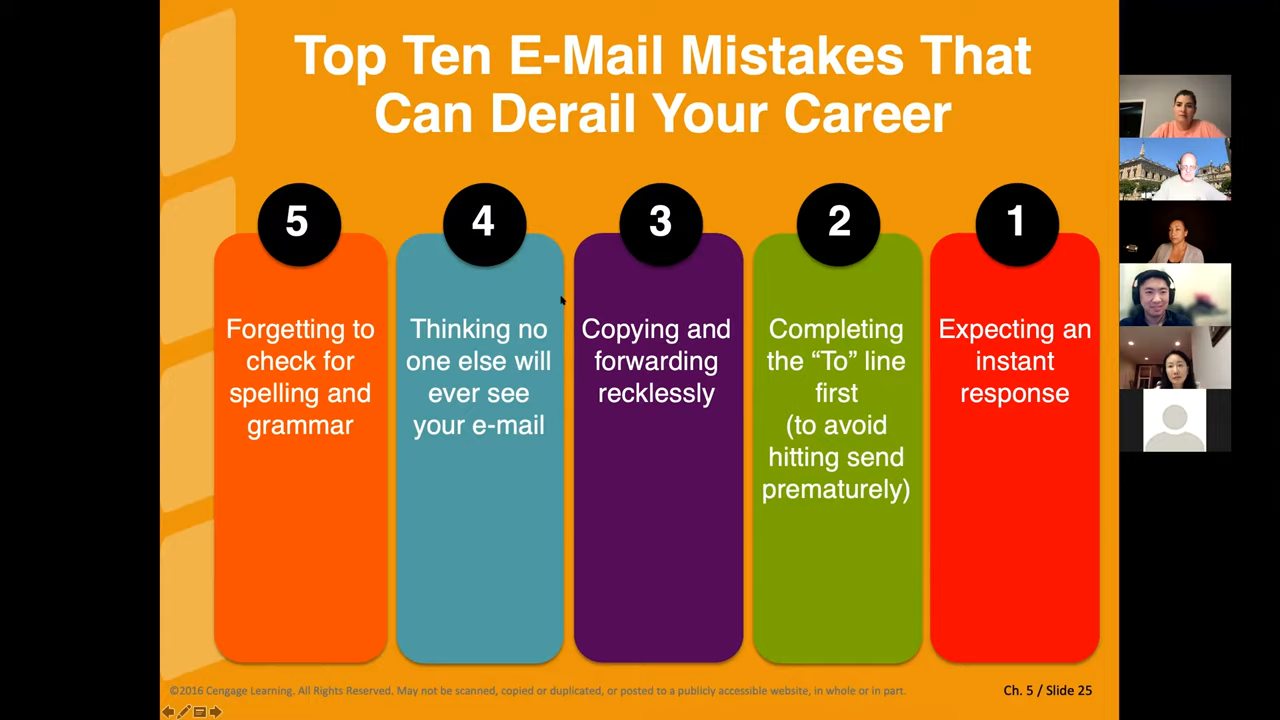 Top Ten E-Mail Mistakes That
Can Derail Your Career
5
Forgetting to
check for
spelling and
grammar
4
Thinking no
one else will
ever see
your e-mail
3
Copying and
forwarding
recklessly
2
Completing
the “To” line
first
(to avoid
hitting send
prematurely)
1
Expecting an
instant
response
©2016 Cengage Learning. All Rights Reserved. May not be scanned, copied or duplicated, or posted to a publicly accessible website, in whole or in part.
Ch. 5 / Slide 25